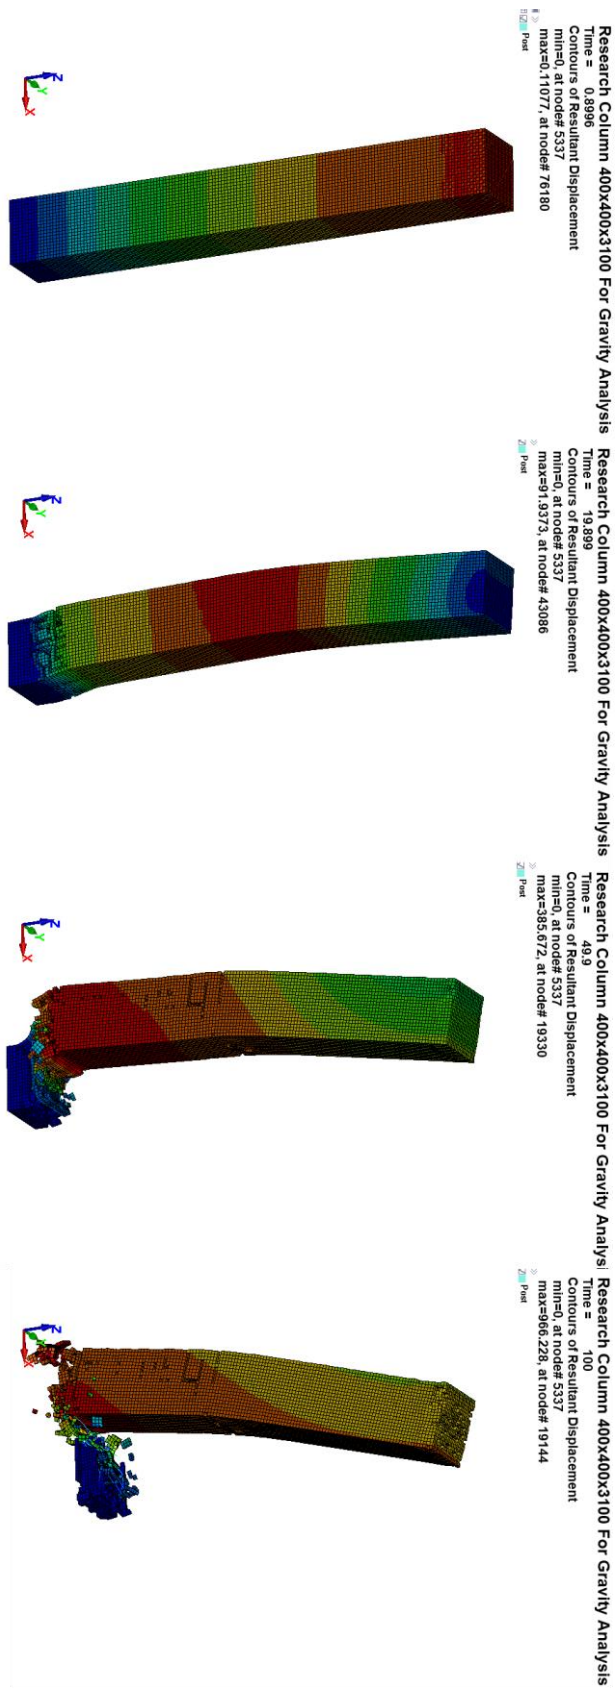 Research Column 400x400x3100 For Gravity Analysis
Time = 0.8996
Contours of Resultant Displacement
min=0, at node# 5337
max=0.11077, at node# 76180
Post
Z
Y
X
Research Column 400x400x3100 For Gravity Analysis
Time = 19.899
Contours of Resultant Displacement
min=0, at node# 5337
max=91.9373, at node# 43086
Post
Z
Y
X
Research Column 400x400x3100 For Gravity Analysi
Time = 49.9
Contours of Resultant Displacement
min=0, at node# 5337
max=385.672, at node# 19330
Post
Z
Y
X
Research Column 400x400x3100 For Gravity Analysis
Time = 100
Contours of Resultant Displacement
min=0, at node# 5337
max=966.228, at node# 19144
Post
Z
X